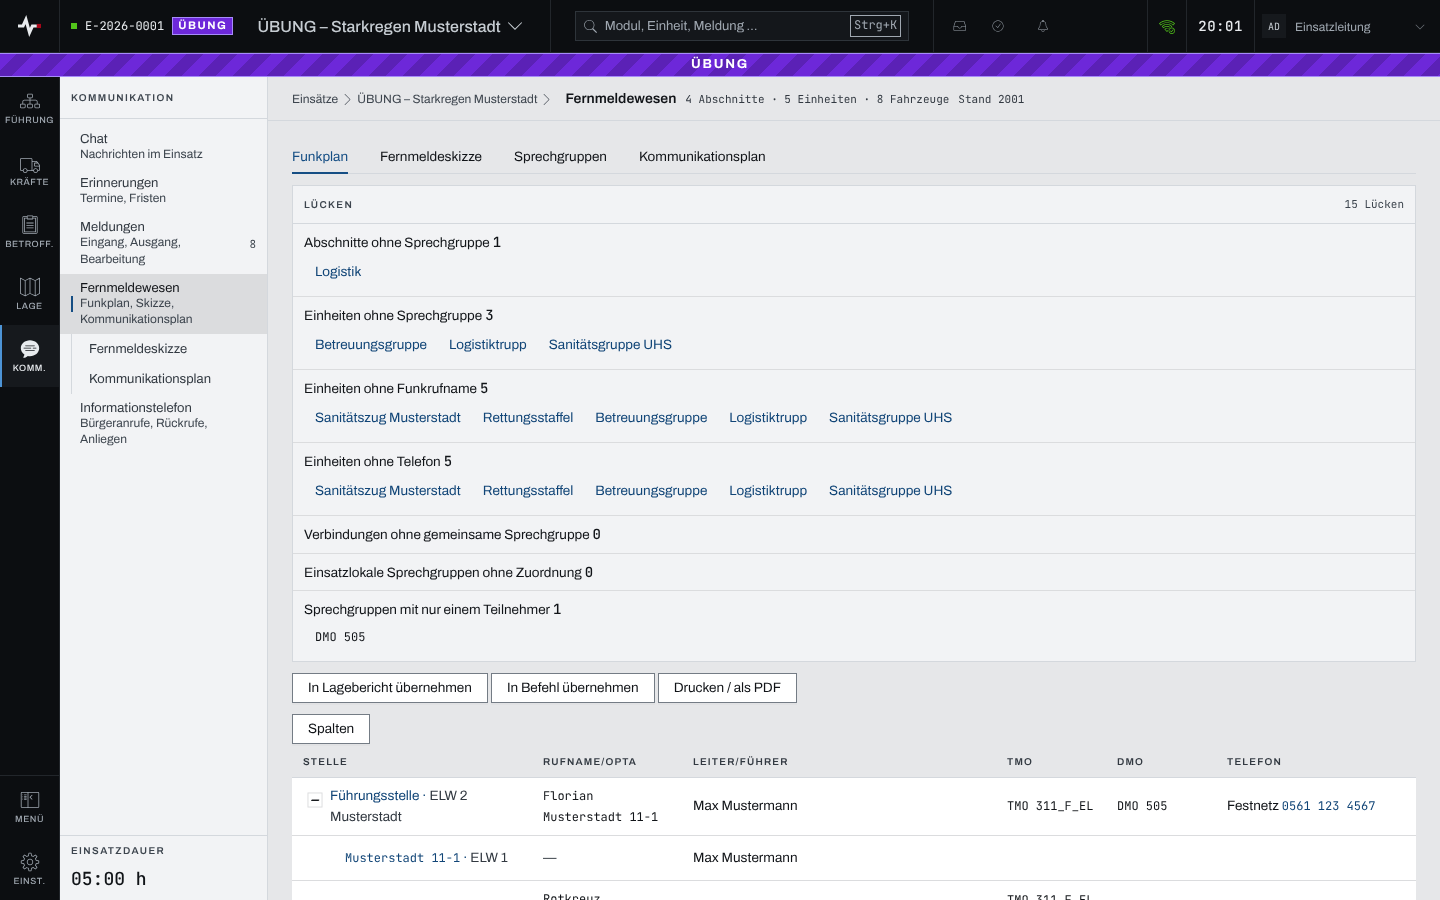 E-2026-0001 ÜBUNG ÜBUNG – Starkregen Musterstadt Modul, Einheit, Meldung ... Strg+K 20:01 AD Einsatzleitung
ÜBUNG
FÜHRUNG
KRÄFTE
BETROFF.
LAGE
KOMM.
MENÜ
EINST.
KOMMUNIKATION
Chat
Nachrichten im Einsatz
Erinnerungen
Termine, Fristen
Meldungen
Eingang, Ausgang,
Bearbeitung
8
Fernmeldewesen
Funkplan, Skizze,
Kommunikationsplan
Fernmeldeskizze
Kommunikationsplan
Informationstelefon
Bürgeranrufe, Rückrufe,
Anliegen
EINSATZDAUER
05:00 h
Einsätze ÜBUNG – Starkregen Musterstadt Fernmeldewesen 4 Abschnitte · 5 Einheiten · 8 Fahrzeuge Stand 2001
Funkplan Fernmeldeskizze Sprechgruppen Kommunikationsplan
LÜCKEN 15 Lücken
Abschnitte ohne Sprechgruppe 1
Logistik
Einheiten ohne Sprechgruppe 3
Betreuungsgruppe Logistiktrupp Sanitätsgruppe UHS
Einheiten ohne Funkrufname 5
Sanitätszug Musterstadt Rettungsstaffel Betreuungsgruppe Logistiktrupp Sanitätsgruppe UHS
Einheiten ohne Telefon 5
Sanitätszug Musterstadt Rettungsstaffel Betreuungsgruppe Logistiktrupp Sanitätsgruppe UHS
Verbindungen ohne gemeinsame Sprechgruppe 0
Einsatzlokale Sprechgruppen ohne Zuordnung 0
Sprechgruppen mit nur einem Teilnehmer 1
DMO 505
In Lagebericht übernehmen In Befehl übernehmen Drucken / als PDF
Spalten
STELLE RUFNAME/OPTA LEITER/FÜHRER TMO DMO TELEFON
Führungsstelle · ELW 2
Musterstadt
Florian
Musterstadt 11-1
Max Mustermann TMO 311_F_EL DMO 505 Festnetz 0561 123 4567
Musterstadt 11-1 · ELW 1 — Max Mustermann
Rotkreuz TMO 311_F_EL